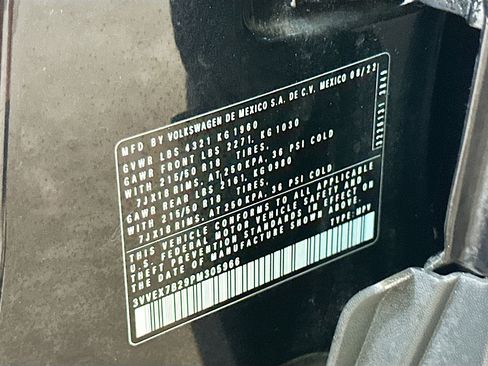 MFD BY VOLKSWAGEN DE MEXICO S.A. DE C.V. MEXICO 08/22
GVWR LBS 4321 KG 1960
GAWR FRONT LBS 2271, KG 1030
WITH 215/50 R18 TIRES,
7JX18 RIMS, AT 250 KPA, 36 PSI COLD
GAWR REAR LBS 2161, KG 0980
WITH 215/50 R18 TIRES,
7JX18 RIMS, AT 250 KPA, 36 PSI COLD
THIS VEHICLE CONFORMS TO ALL APPLICABLE
U.S. FEDERAL MOTOR VEHICLE SAFETY AND
THEFT PREVENTION STANDARDS IN EFFECT ON
THE DATE OF MANUFACTURE SHOWN ABOVE.
3VVEX7B29PM305966 TYPE: MPV